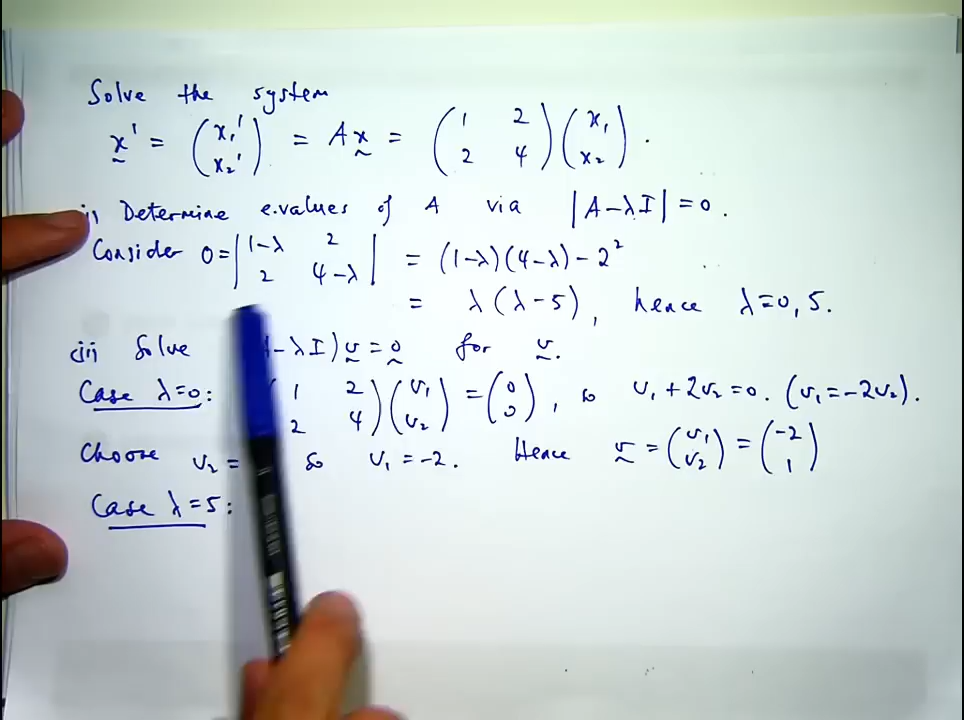 Solve the system
x' = (x₁' x₂') = Ax = (1 2 2 4)(x₁ x₂).
Determine e.values of A via |A-λI| = 0.
Consider 0 = |1-λ 2 2 4-λ| = (1-λ)(4-λ) - 2²
= λ(λ-5), hence λ=0, 5.
(ii) Solve -λI)v = 0 for v.
Case λ=0: 1 2 2 4)(v₁ v₂) = (0 0), so v₁ + 2v₂ = 0. (v₁ = -2v₂).
Choose v₂ = so v₁ = -2. Hence v = (v₁ v₂) = (-2 1)
Case λ=5: